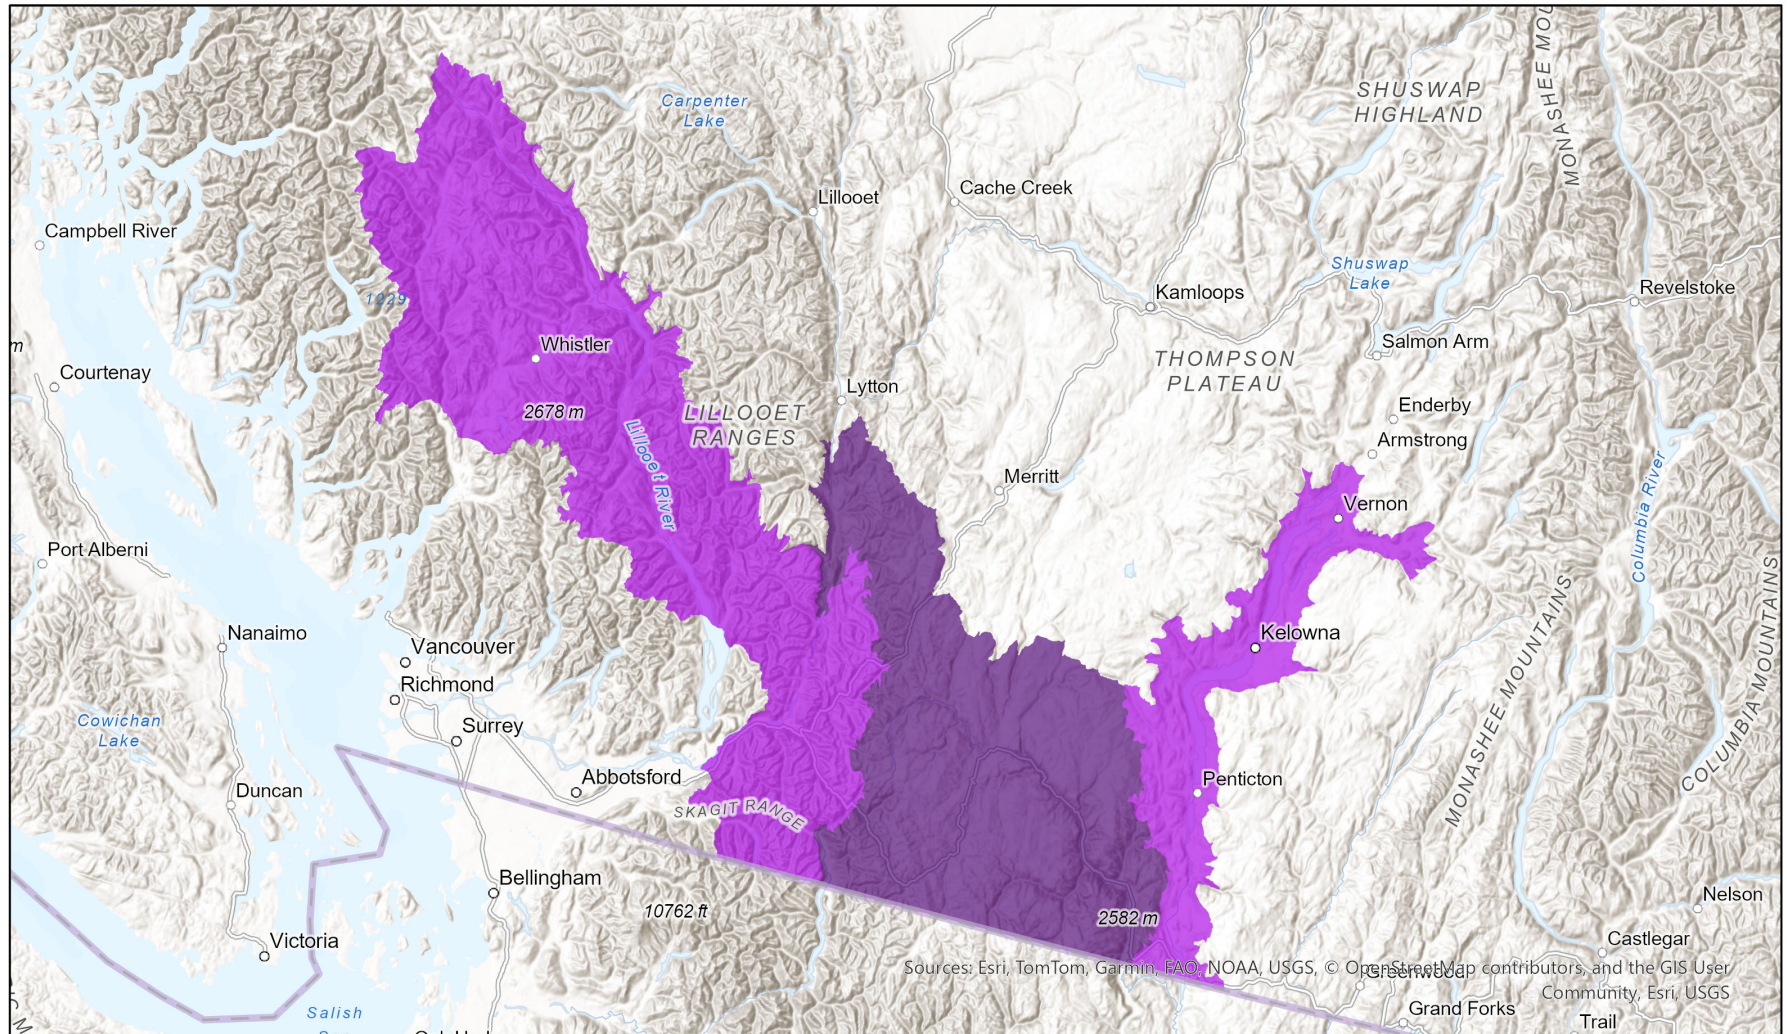 MONASHEE MOU
SHUSWAP
HIGHLAND
Carpenter
Lake
Lillooet
Cache Creek
Campbell River
Shuswap
Lake
Revelstoke
Kamloops
1229
m
Whistler
Salmon Arm
THOMPSON
PLATEAU
Courtenay
Lytton
2678 m
LILLOOET
RANGES
Enderby
Armstrong
Lillooet River
Merritt
Columbia River
Vernon
Port Alberni
Nanaimo
Vancouver
Kelowna
Richmond
MONASHEE MOUNTAINS
COLUMBIA MOUNTAINS
Cowichan
Lake
Surrey
Abbotsford
Penticton
Duncan
SKAGIT RANGE
Bellingham
10762 ft
2582 m
Nelson
Victoria
Castlegar
Sources: Esri, TomTom, Garmin, FAO, NOAA, USGS, © OpenStreetMap contributors, and the GIS User
Community, Esri, USGS
Greenwood
Grand Forks
Trail
Salish